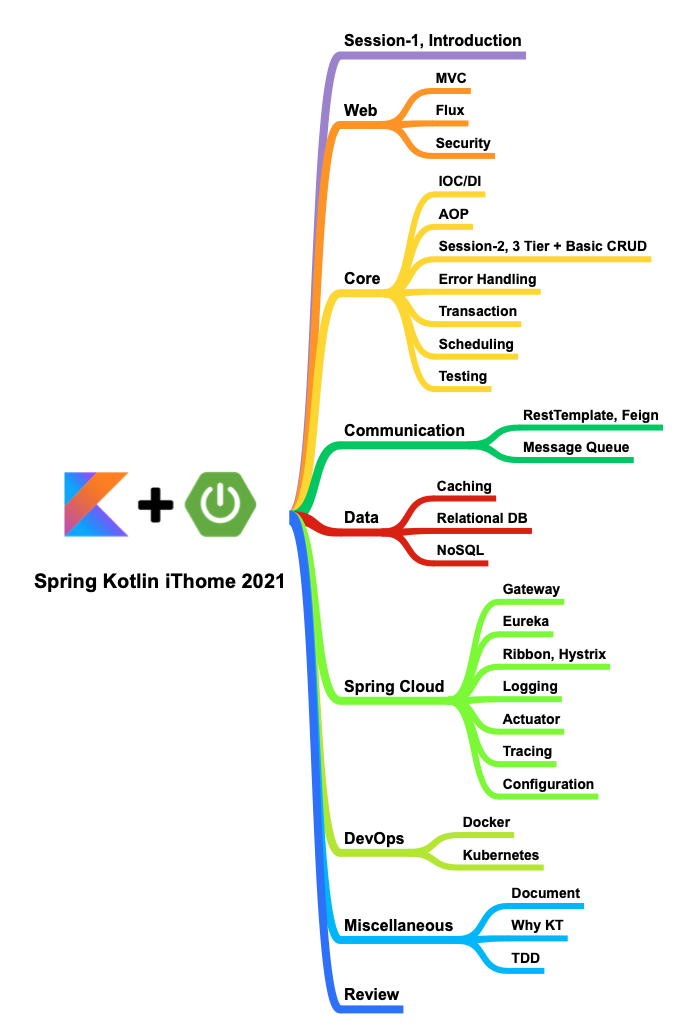 Session-1, Introduction
Web
MVC
Flux
Security
Core
IOC/DI
AOP
Session-2, 3 Tier + Basic CRUD
Error Handling
Transaction
Scheduling
Testing
Communication
RestTemplate, Feign
Message Queue
Data
Caching
Relational DB
NoSQL
Spring Kotlin iThome 2021
Spring Cloud
Gateway
Eureka
Ribbon, Hystrix
Logging
Actuator
Tracing
Configuration
DevOps
Docker
Kubernetes
Miscellaneous
Document
Why KT
TDD
Review